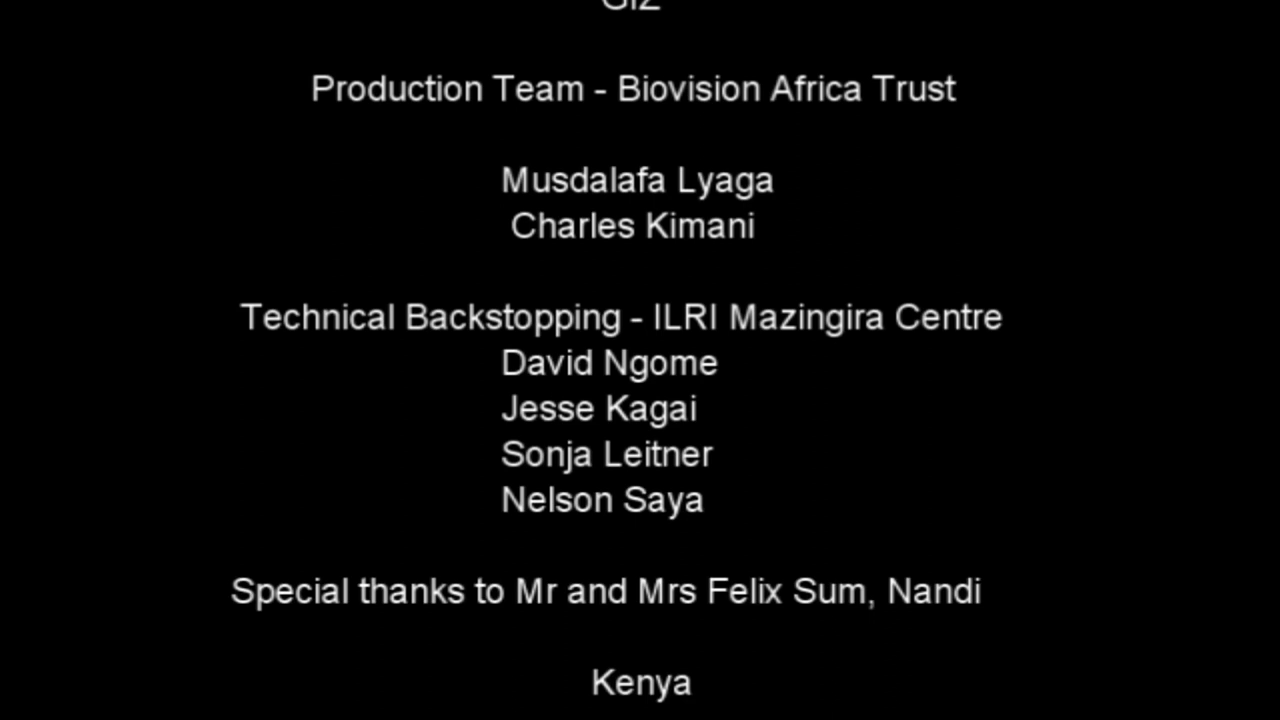 GIZ
Production Team - Biovision Africa Trust
Musdalafa Lyaga
Charles Kimani
Technical Backstopping - ILRI Mazingira Centre
David Ngome
Jesse Kagai
Sonja Leitner
Nelson Saya
Special thanks to Mr and Mrs Felix Sum, Nandi
Kenya